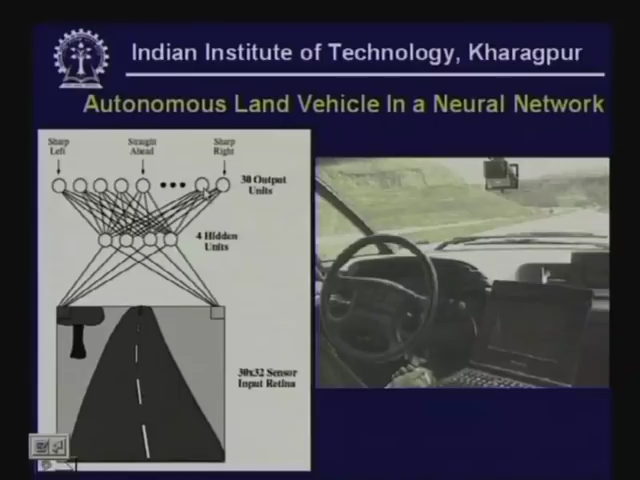 Indian Institute of Technology, Kharagpur
Autonomous Land Vehicle In a Neural Network
Sharp
Left
Straight
Ahead
Sharp
Right
30 Output
Units
4 Hidden
Units
30x32 Sensor
Input Retina